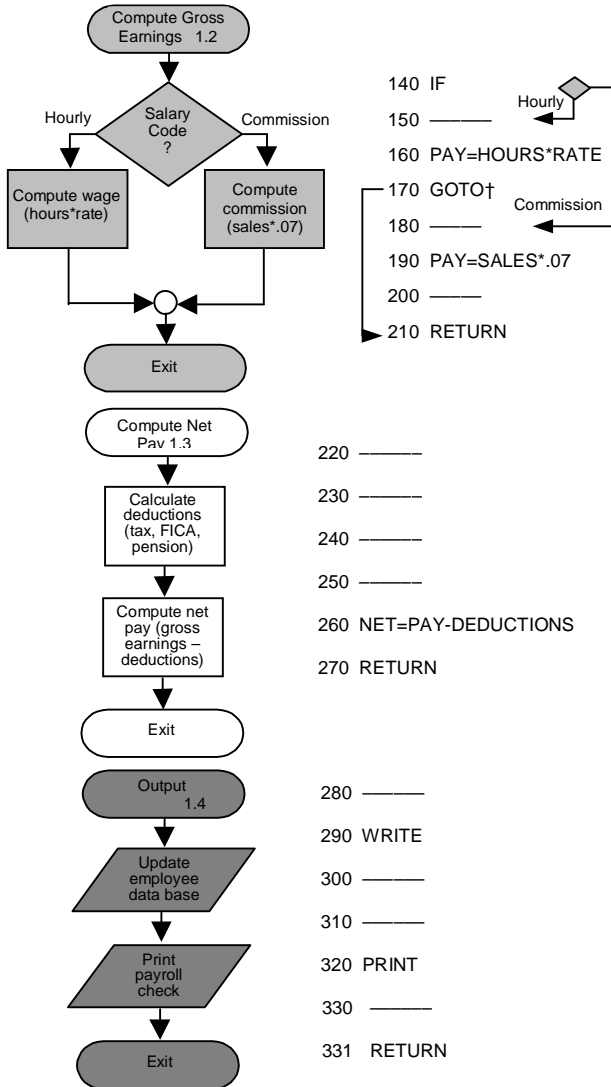 Compute Gross
Earnings 1.2
Hourly
Salary
Code
?
Commission
Compute wage
(hours*rate)
Compute
commission
(sales*.07)
Exit
140 IF
Hourly
150 ———
160 PAY=HOURS*RATE
170 GOTO†
Commission
180 ———
190 PAY=SALES*.07
200 ———
210 RETURN
Compute Net
Pay 1.3
Calculate
deductions
(tax, FICA,
pension)
Compute net
pay (gross
earnings –
deductions)
Exit
220 ———
230 ———
240 ———
250 ———
260 NET=PAY-DEDUCTIONS
270 RETURN
Output
1.4
Update
employee
data base
Print
payroll
check
Exit
280 ———
290 WRITE
300 ———
310 ———
320 PRINT
330 ———
331 RETURN